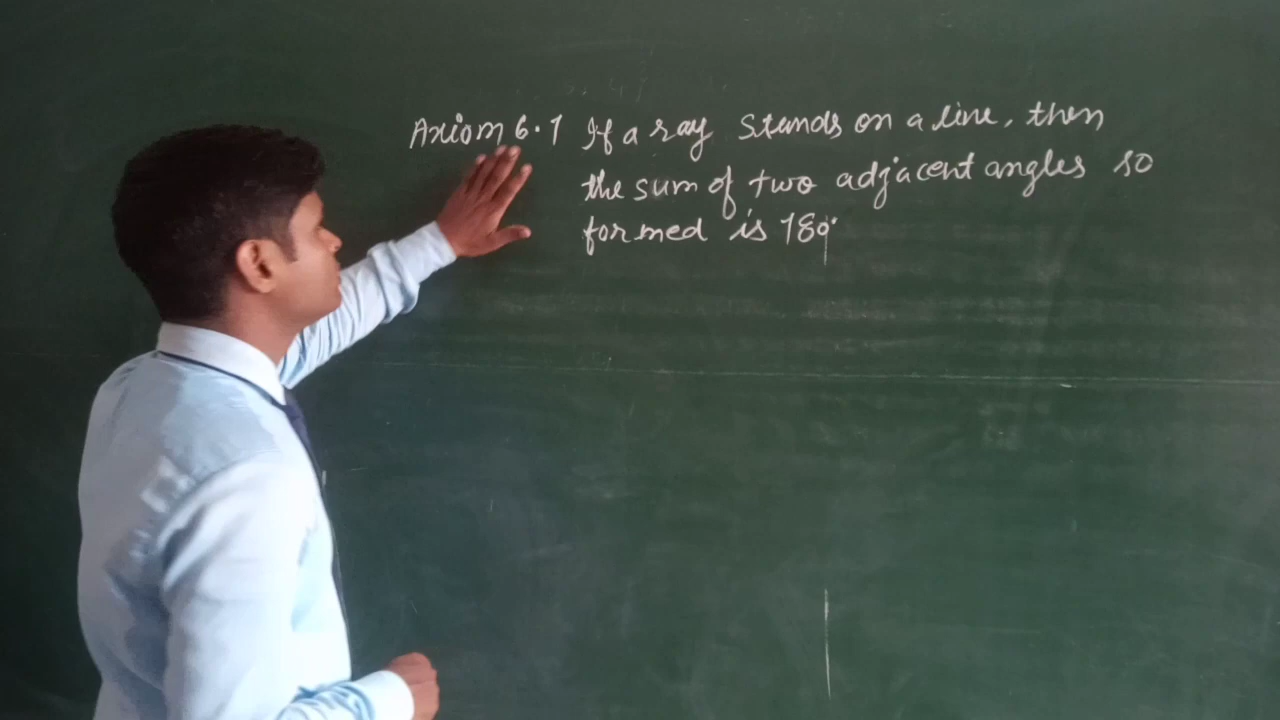 Axiom 6.1 If a ray stands on a line, then
the sum of two adjacent angles so
formed is 180°